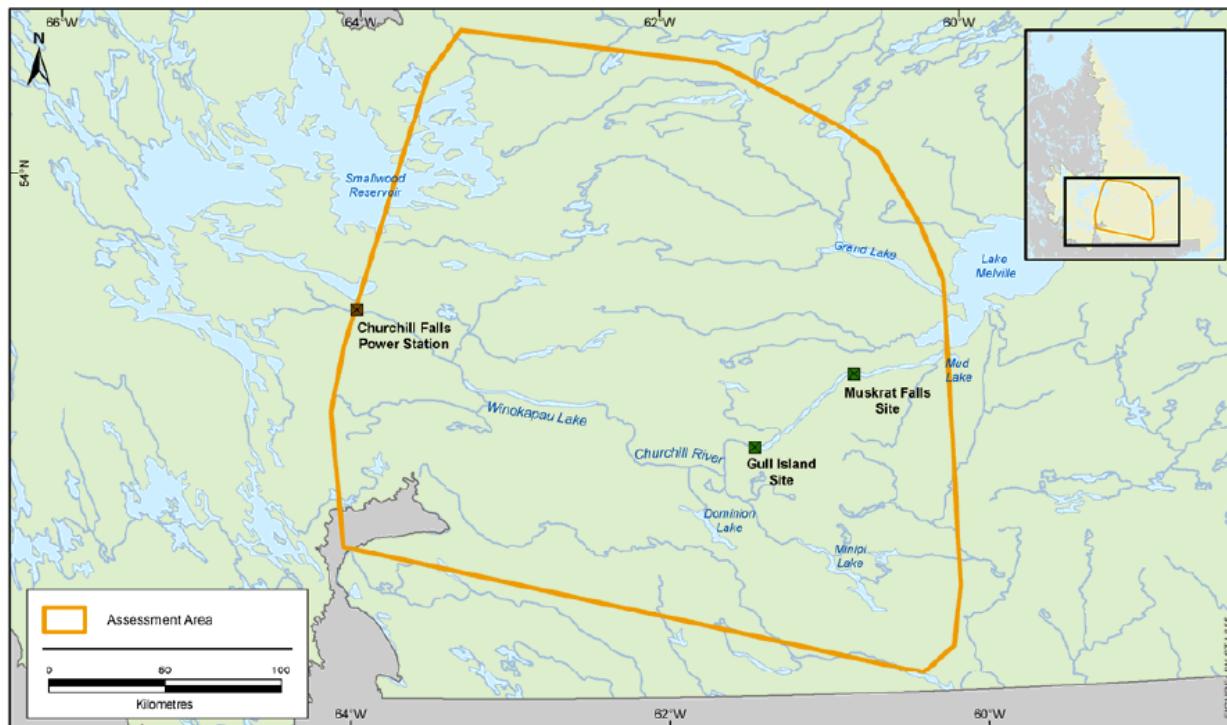 66°W
64°W
62°W
60°W
N
54°N
Smallwood
Reservoir
Grand Lake
Lake
Melville
Churchill Falls
Power Station
Mud
Lake
Muskrat Falls
Site
Winokapau Lake
Churchill River
Gull Island
Site
Dominion
Lake
Minipi
Lake
Assessment Area
0
100
Kilometres
64°W
62°W
60°W